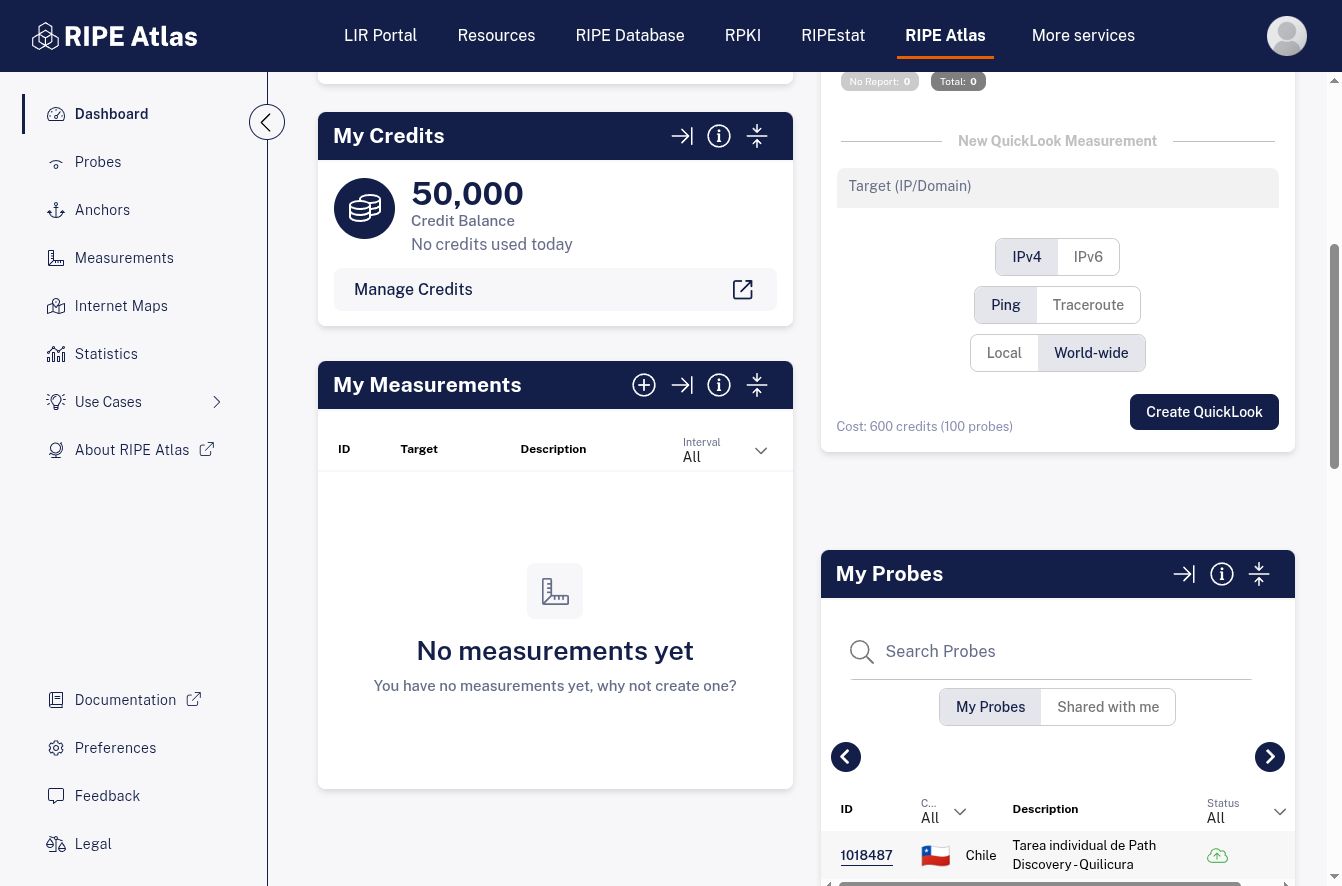 RIPE Atlas
LIR Portal
Resources
RIPE Database
RPKI
RIPEstat
RIPE Atlas
More services
Dashboard
Probes
Anchors
Measurements
Internet Maps
Statistics
Use Cases
About RIPE Atlas
Documentation
Preferences
Feedback
Legal
My Credits
50,000
Credit Balance
No credits used today
Manage Credits
My Measurements
ID
Target
Description
Interval
All
No measurements yet
You have no measurements yet, why not create one?
No Report: 0
Total: 0
New QuickLook Measurement
Target (IP/Domain)
IPv4
IPv6
Ping
Traceroute
Local
World-wide
Create QuickLook
Cost: 600 credits (100 probes)
My Probes
Search Probes
My Probes
Shared with me
ID
C...
All
Description
Status
All
1018487
Chile
Tarea individual de Path
Discovery - Quilicura